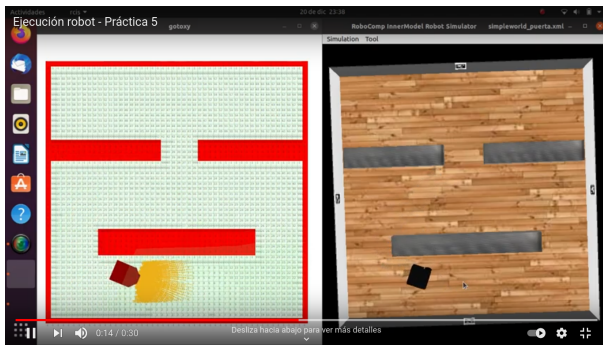 Actividades
20 de dic 23:38
Ejecución robot - Práctica 5
gotoxy
RoboComp InnerModel Robot Simulator
simpleworld_puerta.xml
Simulation Tool
Desliza hacia abajo para ver más detalles
0:14 / 0:30